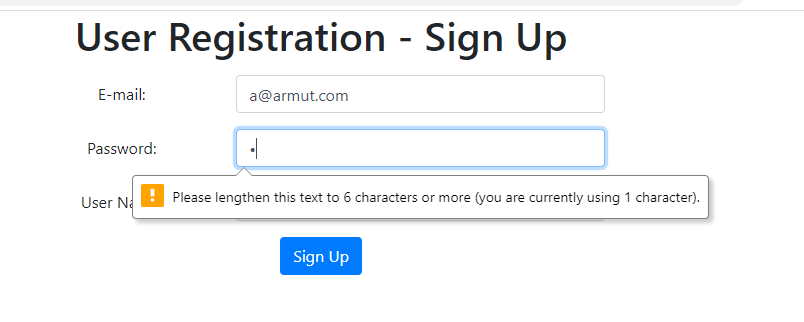 User Registration - Sign Up
E-mail:
a@armut.com
Password:
•
Please lengthen this text to 6 characters or more (you are currently using 1 character).
User
Sign Up